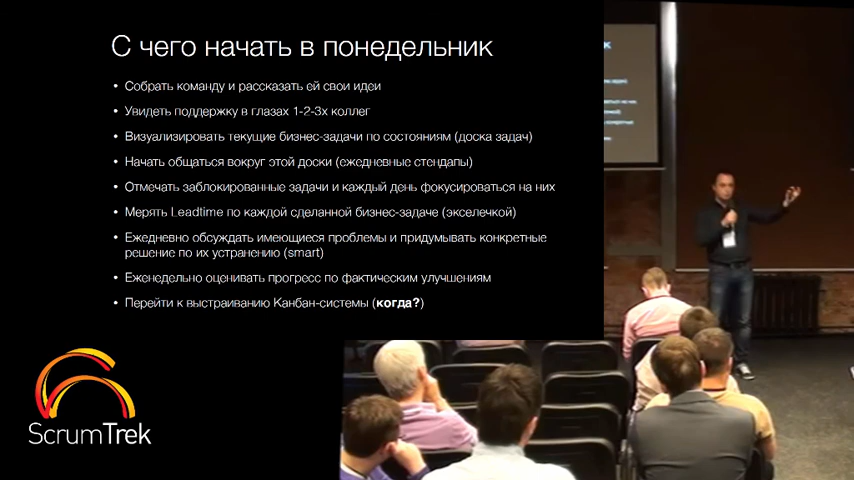 С чего начать в понедельник
• Собрать команду и рассказать ей свои идеи
• Увидеть поддержку в глазах 1-2-3х коллег
• Визуализировать текущие бизнес-задачи по состояниям (доска задач)
• Начать общаться вокруг этой доски (ежедневные стендапы)
• Отмечать заблокированные задачи и каждый день фокусироваться на них
• Мерять Leadtime по каждой сделанной бизнес-задаче (экселечкой)
• Ежедневно обсуждать имеющиеся проблемы и придумывать конкретные
решение по их устранению (smart)
• Еженедельно оценивать прогресс по фактическим улучшениям
• Перейти к выстраиванию Канбан-системы (когда?)
ScrumTrek